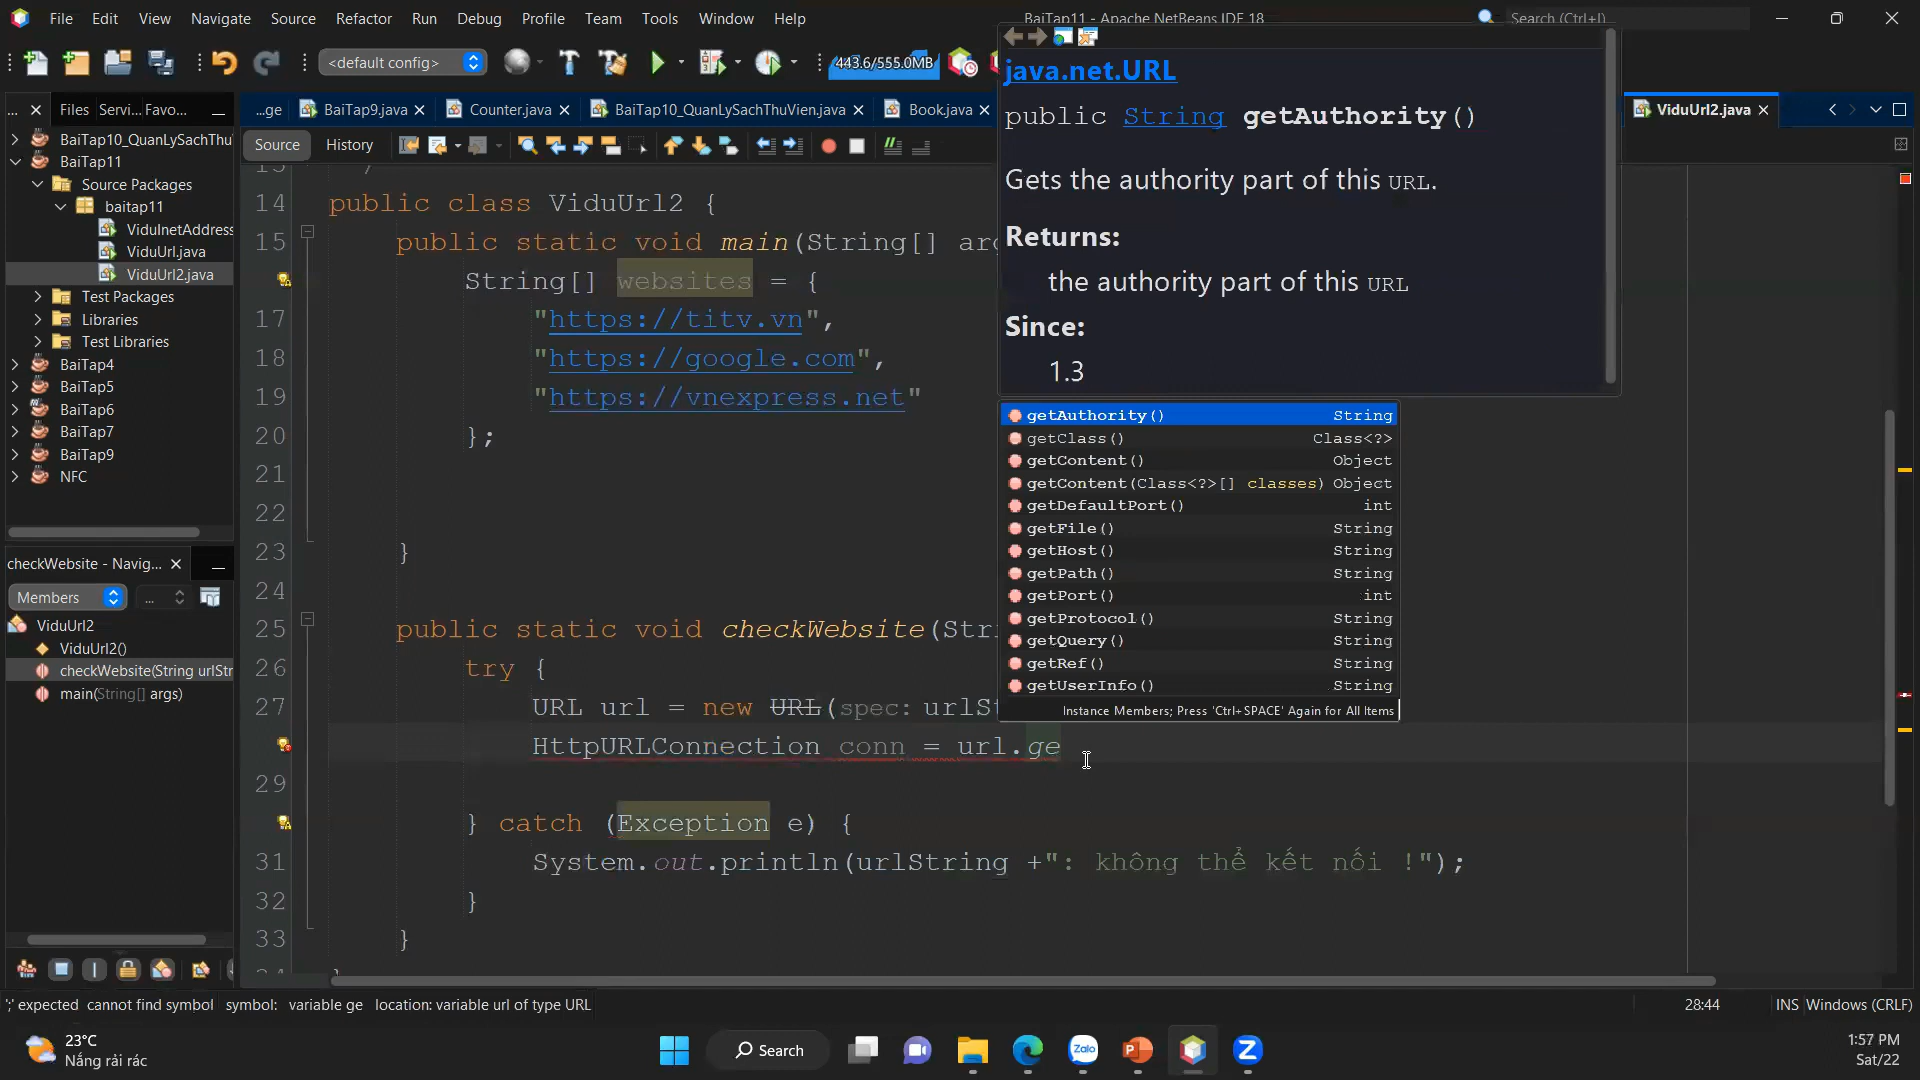 File Edit View Navigate Source Refactor Run Debug Profile Team Tools Window Help
BaiTap11 - Apache NetBeans IDE 18
Search (Ctrl+I)
<default config>
443.6/555.0MB
java.net.URL
public String getAuthority()
Gets the authority part of this URL.
Returns:
the authority part of this URL
Since:
1.3
... Files Servi... Favo...
...ge BaiTap9.java Counter.java BaiTap10_QuanLySachThuVien.java Book.java ViduUrl2.java
Source History
BaiTap10_QuanLySachThu
BaiTap11
Source Packages
baitap11
ViduInetAddress
ViduUrl.java
ViduUrl2.java
Test Packages
Libraries
Test Libraries
BaiTap4
BaiTap5
BaiTap6
BaiTap7
BaiTap9
NFC
checkWebsite - Navig...
Members ...
ViduUrl2
ViduUrl2()
checkWebsite(String urlStr
main(String[] args)
14 public class ViduUrl2 {
15 public static void main(String[] arg
String[] websites = {
17 "https://titv.vn",
18 "https://google.com",
19 "https://vnexpress.net"
20 };
21
22
23 }
24
25 public static void checkWebsite(Stri
26 try {
27 URL url = new URL(spec: urlSt
HttpURLConnection conn = url.ge
29
} catch (Exception e) {
31 System.out.println(urlString +": không thể kết nối !");
32 }
33 }
getAuthority() String
getClass() Class<?>
getContent() Object
getContent(Class<?>[] classes) Object
getDefaultPort() int
getFile() String
getHost() String
getPath() String
getPort() int
getProtocol() String
getQuery() String
getRef() String
getUserInfo() String
Instance Members; Press 'Ctrl+SPACE' Again for All Items
';' expected cannot find symbol symbol: variable ge location: variable url of type URL
28:44 INS Windows (CRLF)
23°C
Nắng rải rác
Search
Zalo
1:57 PM
Sat/22